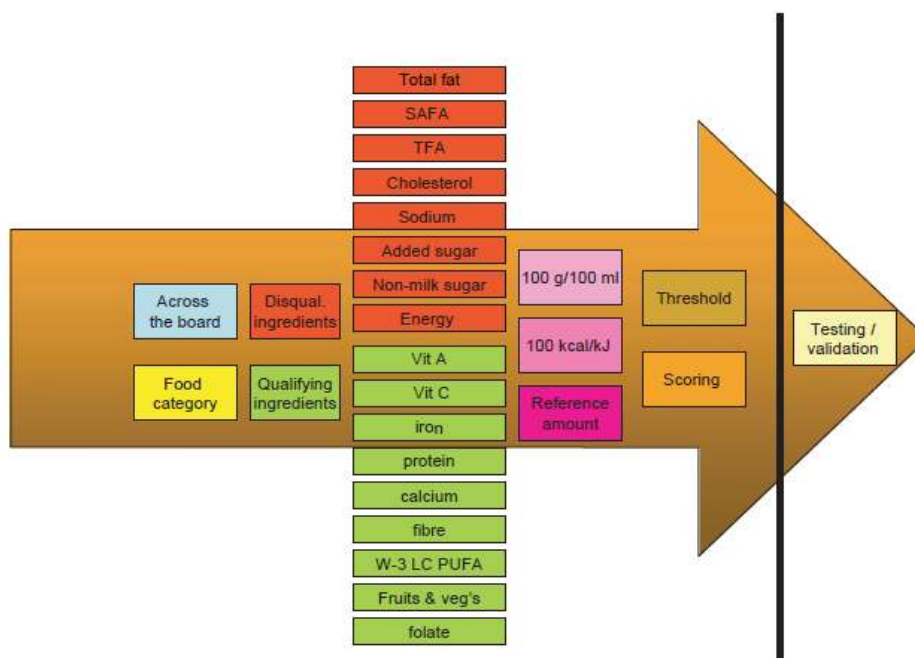 Across
the board
Food
category
Disqual.
ingredients
Qualifying
ingredients
Total fat
SAFA
TFA
Cholesterol
Sodium
Added sugar
Non-milk sugar
Energy
Vit A
Vit C
iron
protein
calcium
fibre
W-3 LC PUFA
Fruits & veg's
folate
100 g/100 ml
100 kcal/kJ
Reference
amount
Threshold
Scoring
Testing /
validation